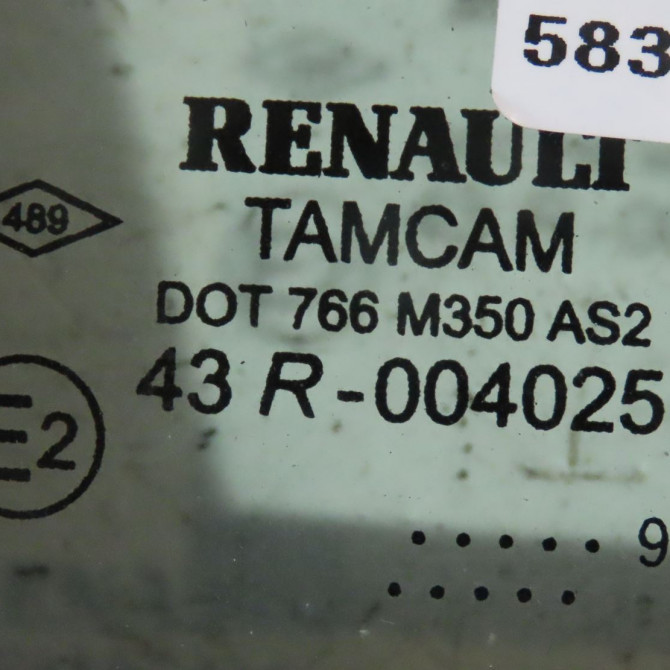 583
RENAULT
489
TAMCAM
DOT 766 M350 AS2
43 R-004025
E2
9